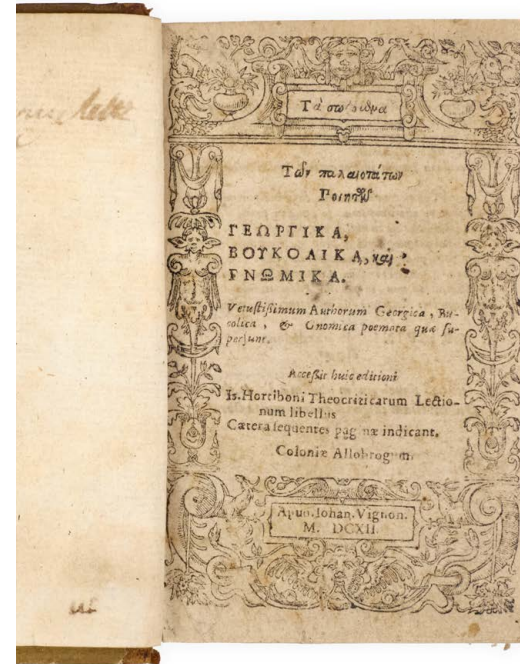 Τὰ σωζόμενα
Τῶν παλαιοτάτων
Ποιητῶν
ΓΕΩΡΓΙΚΑ,
ΒΟΥΚΟΛΙΚΑ, καὶ
ΓΝΩΜΙΚΑ.
Vetustißimum Authorum Georgica, Bu-
colica, & Gnomica poemata quæ su-
persunt.
Acceßit huic editioni
Is. Hortiboni Theocriticarum Lectio-
num libellus
Cætera sequentes paginæ indicant.
Coloniæ Allobrogum.
Apud Iohan. Vignon.
M. DCXII.